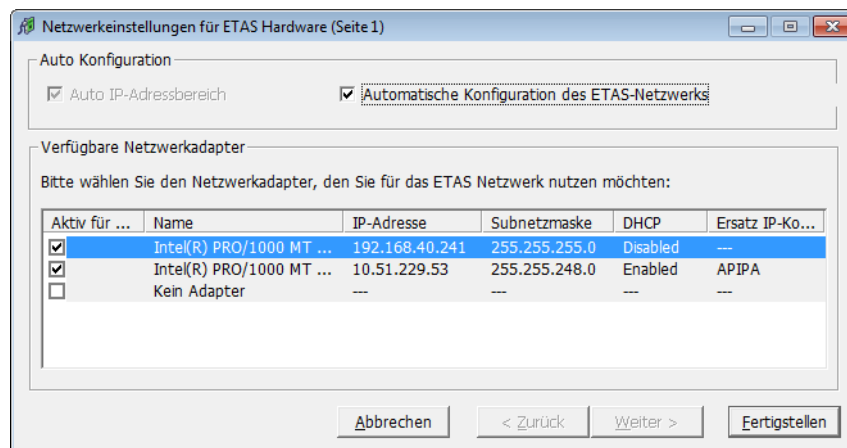 Netzwerkeinstellungen für ETAS Hardware (Seite 1)
Auto Konfiguration
Auto IP-Adressbereich Automatische Konfiguration des ETAS-Netzwerks
Verfügbare Netzwerkadapter
Bitte wählen Sie den Netzwerkadapter, den Sie für das ETAS Netzwerk nutzen möchten:
Aktiv für ... Name IP-Adresse Subnetzmaske DHCP Ersatz IP-Ko...
Intel(R) PRO/1000 MT ... 192.168.40.241 255.255.255.0 Disabled ---
Intel(R) PRO/1000 MT ... 10.51.229.53 255.255.248.0 Enabled APIPA
Kein Adapter --- --- --- ---
Abbrechen < Zurück Weiter > Fertigstellen